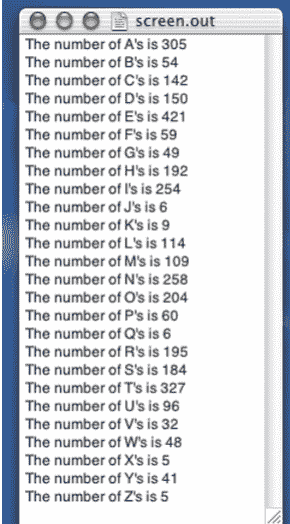 screen.out
The number of A's is 305
The number of B's is 54
The number of C's is 142
The number of D's is 150
The number of E's is 421
The number of F's is 59
The number of G's is 49
The number of H's is 192
The number of I's is 254
The number of J's is 6
The number of K's is 9
The number of L's is 114
The number of M's is 109
The number of N's is 258
The number of O's is 204
The number of P's is 60
The number of Q's is 6
The number of R's is 195
The number of S's is 184
The number of T's is 327
The number of U's is 96
The number of V's is 32
The number of W's is 48
The number of X's is 5
The number of Y's is 41
The number of Z's is 5